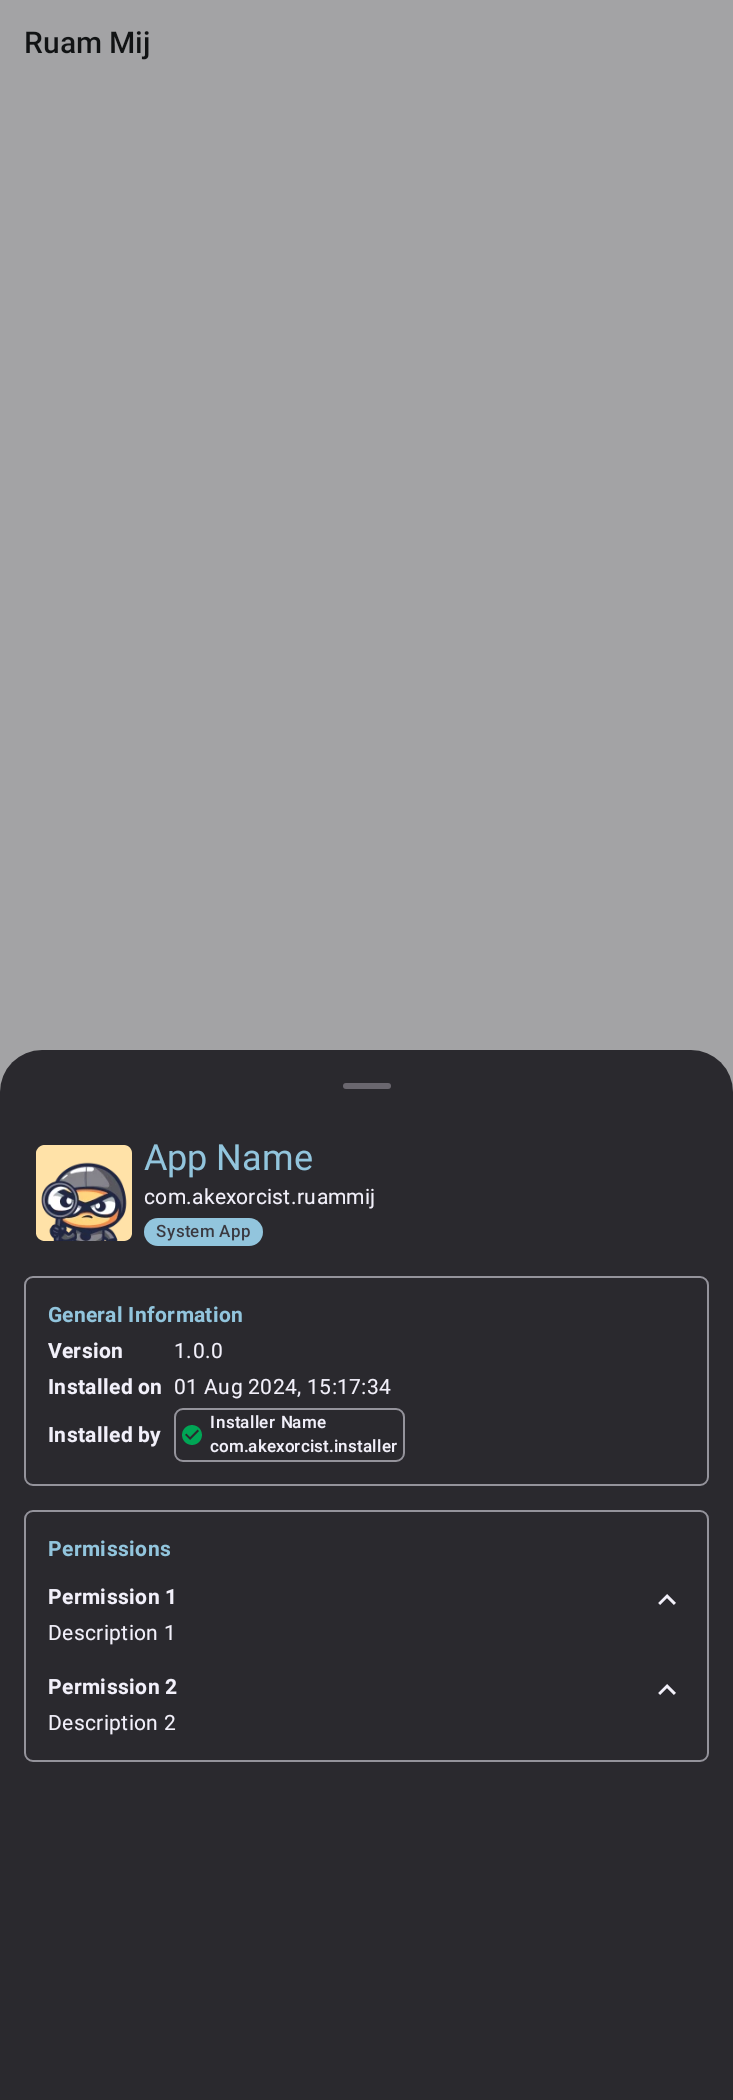 Ruam Mij
App Name
com.akexorcist.ruammij
System App
General Information
Version 1.0.0
Installed on 01 Aug 2024, 15:17:34
Installed by Installer Name
com.akexorcist.installer
Permissions
Permission 1
Description 1
Permission 2
Description 2